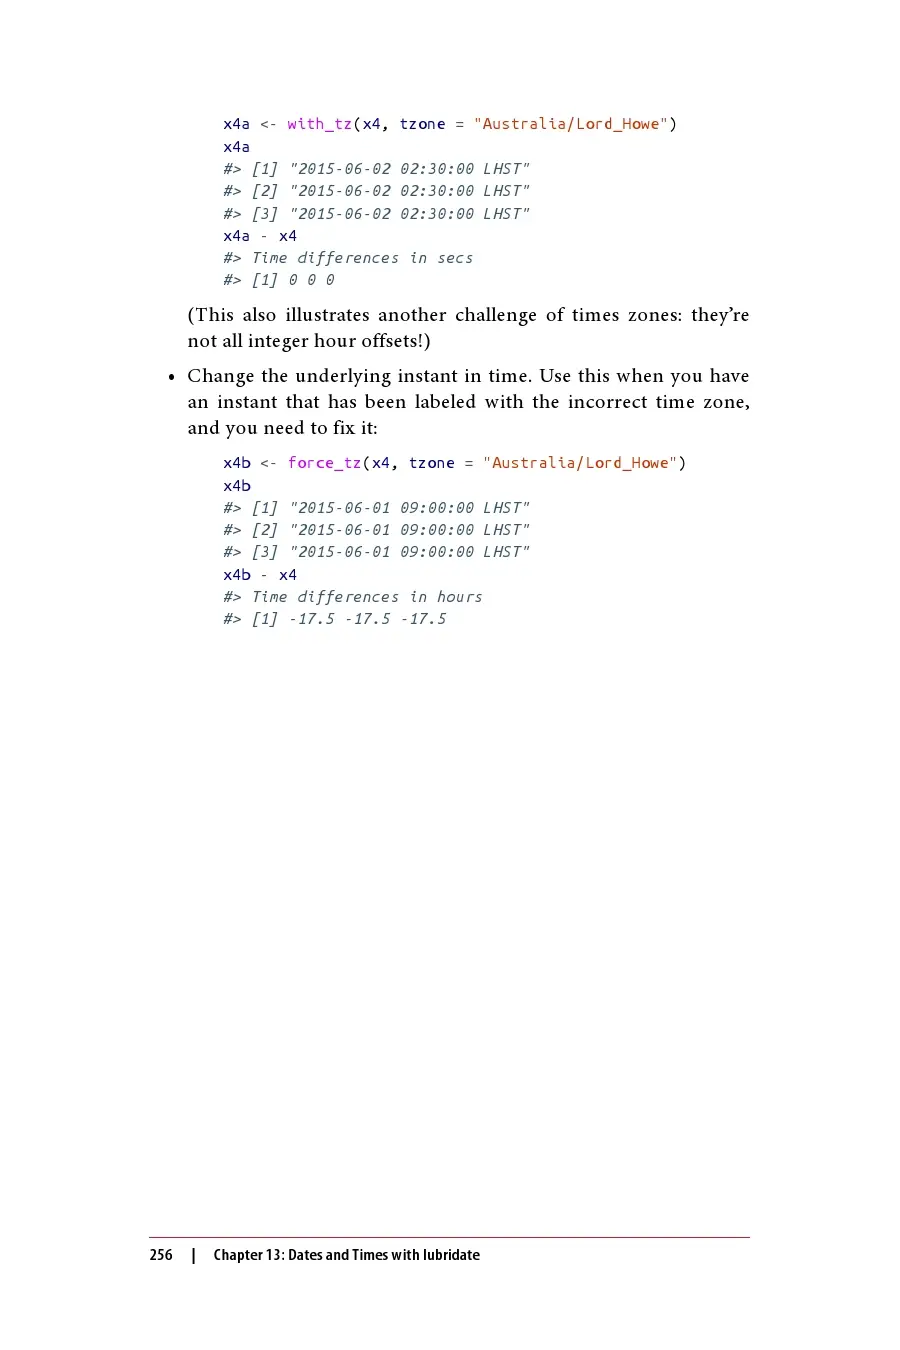 x4a <- with_tz(x4, tzone = "Australia/Lord_Howe")
x4a
#> [1] "2015-06-02 02:30:00 LHST"
#> [2] "2015-06-02 02:30:00 LHST"
#> [3] "2015-06-02 02:30:00 LHST"
x4a - x4
#> Time differences in secs
#> [1] 0 0 0
(This also illustrates another challenge of times zones: they’re
not all integer hour offsets!)
• Change the underlying instant in time. Use this when you have
an instant that has been labeled with the incorrect time zone,
and you need to fix it:
x4b <- force_tz(x4, tzone = "Australia/Lord_Howe")
x4b
#> [1] "2015-06-01 09:00:00 LHST"
#> [2] "2015-06-01 09:00:00 LHST"
#> [3] "2015-06-01 09:00:00 LHST"
x4b - x4
#> Time differences in hours
#> [1] -17.5 -17.5 -17.5
256 | Chapter 13: Dates and Times with lubridate